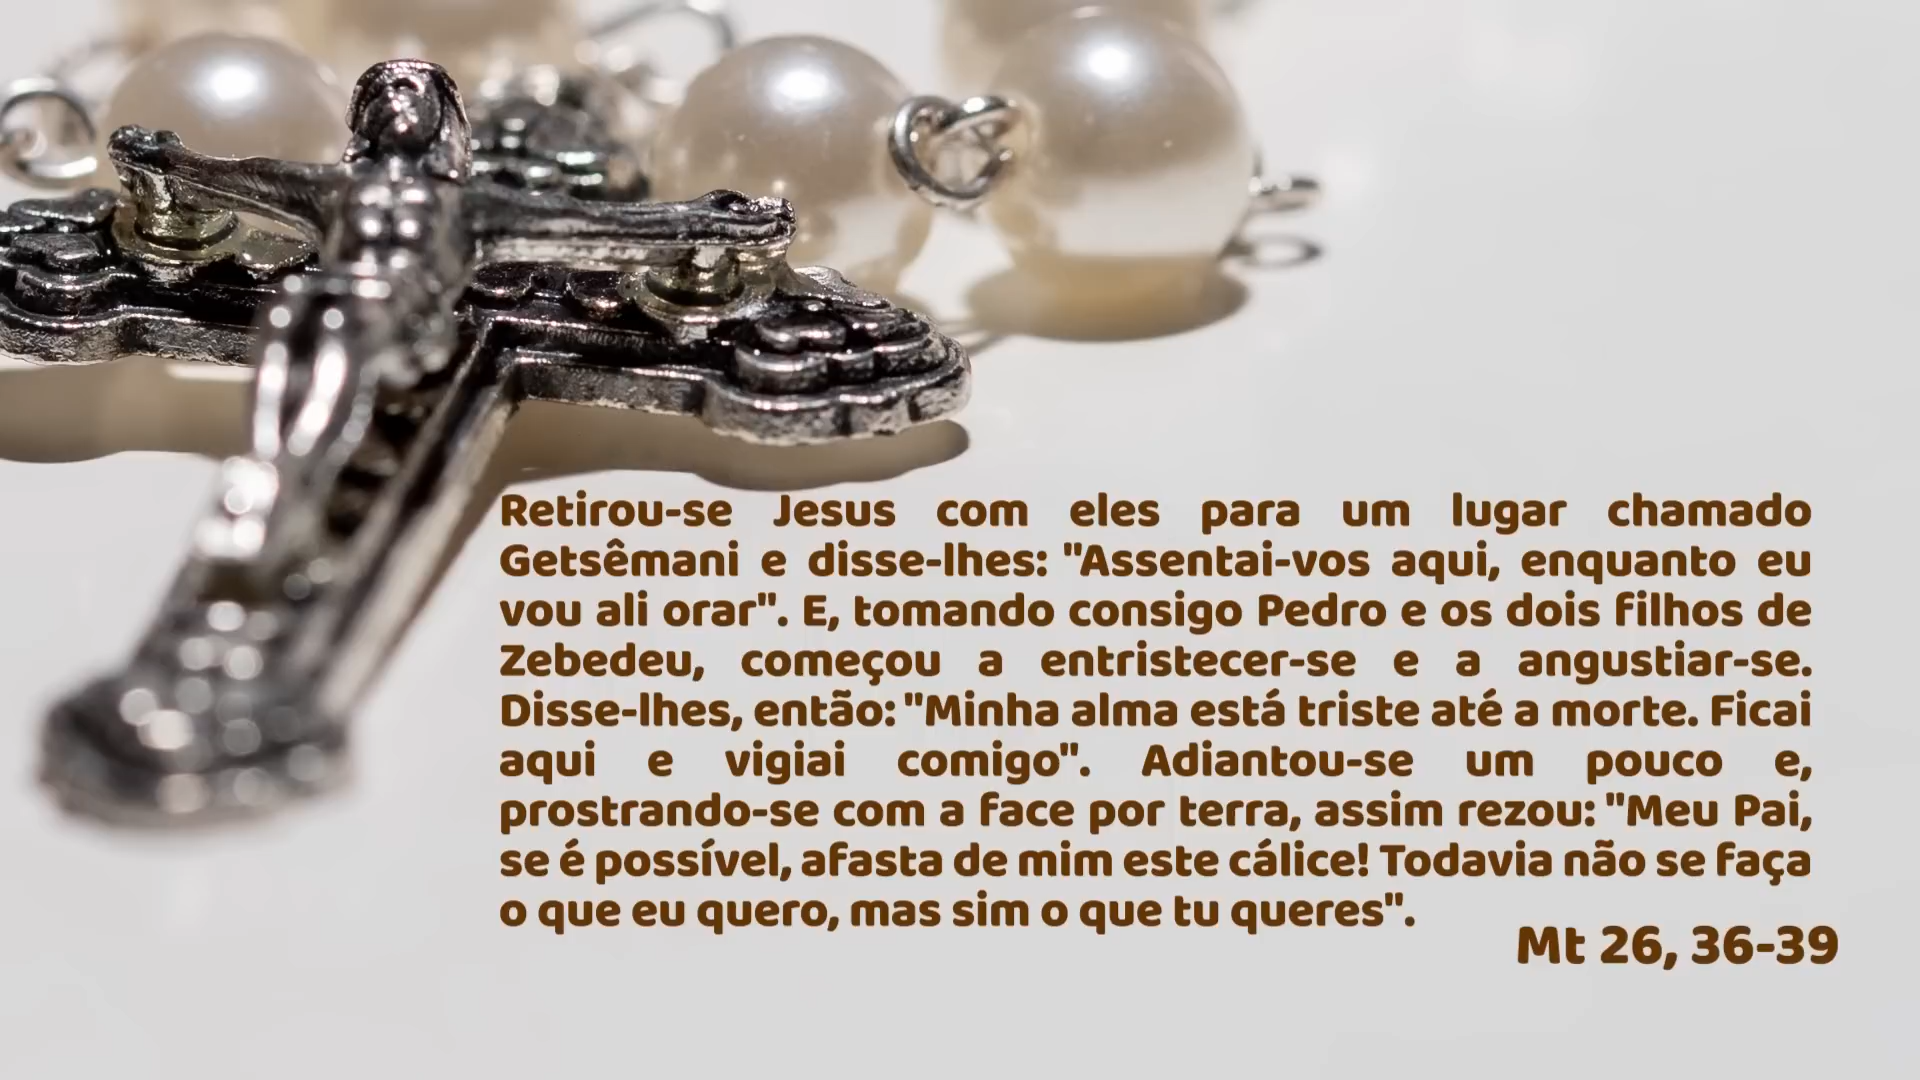 Retirou-se Jesus com eles para um lugar chamado
Getsêmani e disse-lhes: "Assentai-vos aqui, enquanto eu
vou ali orar". E, tomando consigo Pedro e os dois filhos de
Zebedeu, começou a entristecer-se e a angustiar-se.
Disse-lhes, então: "Minha alma está triste até a morte. Ficai
aqui e vigiai comigo". Adiantou-se um pouco e,
prostrando-se com a face por terra, assim rezou: "Meu Pai,
se é possível, afasta de mim este cálice! Todavia não se faça
o que eu quero, mas sim o que tu queres".
Mt 26, 36-39